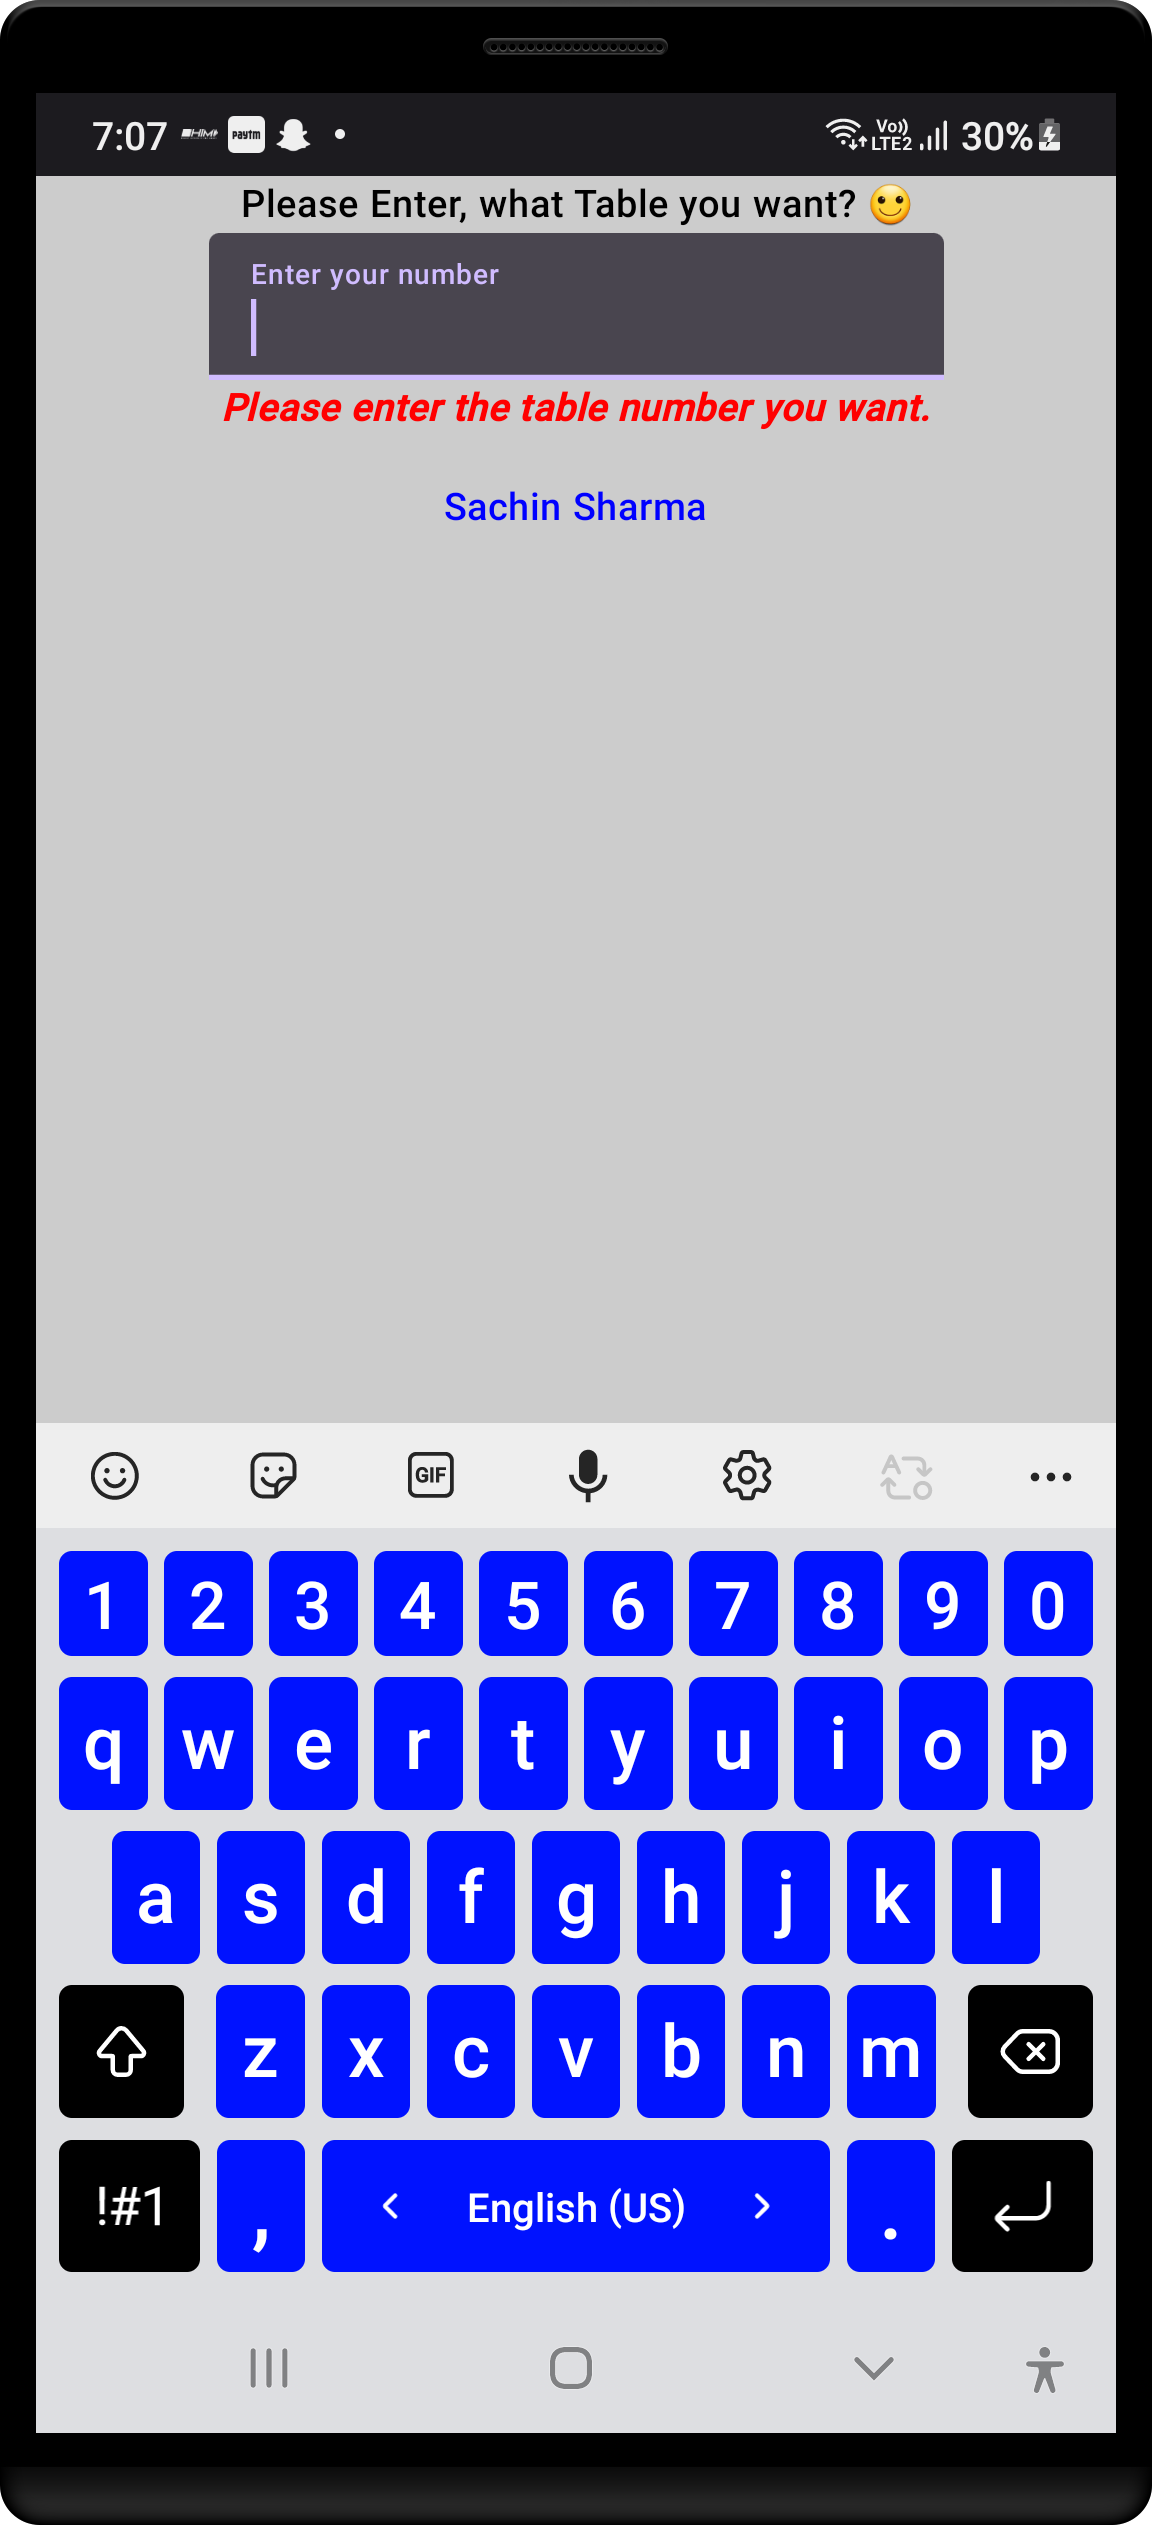 7:07 paytm Vo)) LTE2 30%
Please Enter, what Table you want? 🙂
Enter your number
Please enter the table number you want.
Sachin Sharma
GIF
1 2 3 4 5 6 7 8 9 0
q w e r t y u i o p
a s d f g h j k l
z x c v b n m
!#1 , < English (US) > .